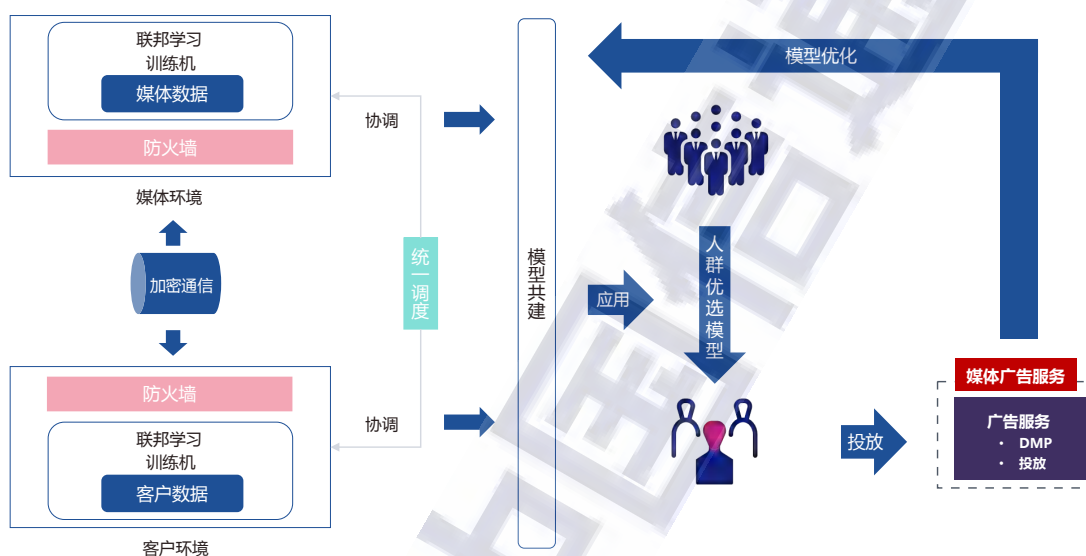 联邦学习
训练机
媒体数据
防火墙
媒体环境
加密通信
防火墙
联邦学习
训练机
客户数据
客户环境
协调
统一调度
协调
模型共建
应用
模型优化
人群优选模型
投放
媒体广告服务
广告服务
· DMP
· 投放